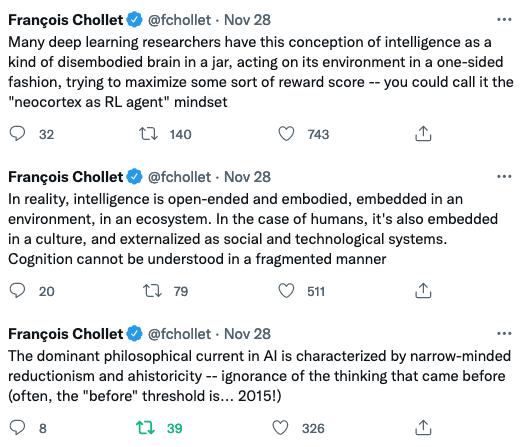 François Chollet @fchollet · Nov 28
Many deep learning researchers have this conception of intelligence as a
kind of disembodied brain in a jar, acting on its environment in a one-sided
fashion, trying to maximize some sort of reward score -- you could call it the
"neocortex as RL agent" mindset
32 140 743
François Chollet @fchollet · Nov 28
In reality, intelligence is open-ended and embodied, embedded in an
environment, in an ecosystem. In the case of humans, it's also embedded
in a culture, and externalized as social and technological systems.
Cognition cannot be understood in a fragmented manner
20 79 511
François Chollet @fchollet · Nov 28
The dominant philosophical current in AI is characterized by narrow-minded
reductionism and ahistoricity -- ignorance of the thinking that came before
(often, the "before" threshold is... 2015!)
8 39 326